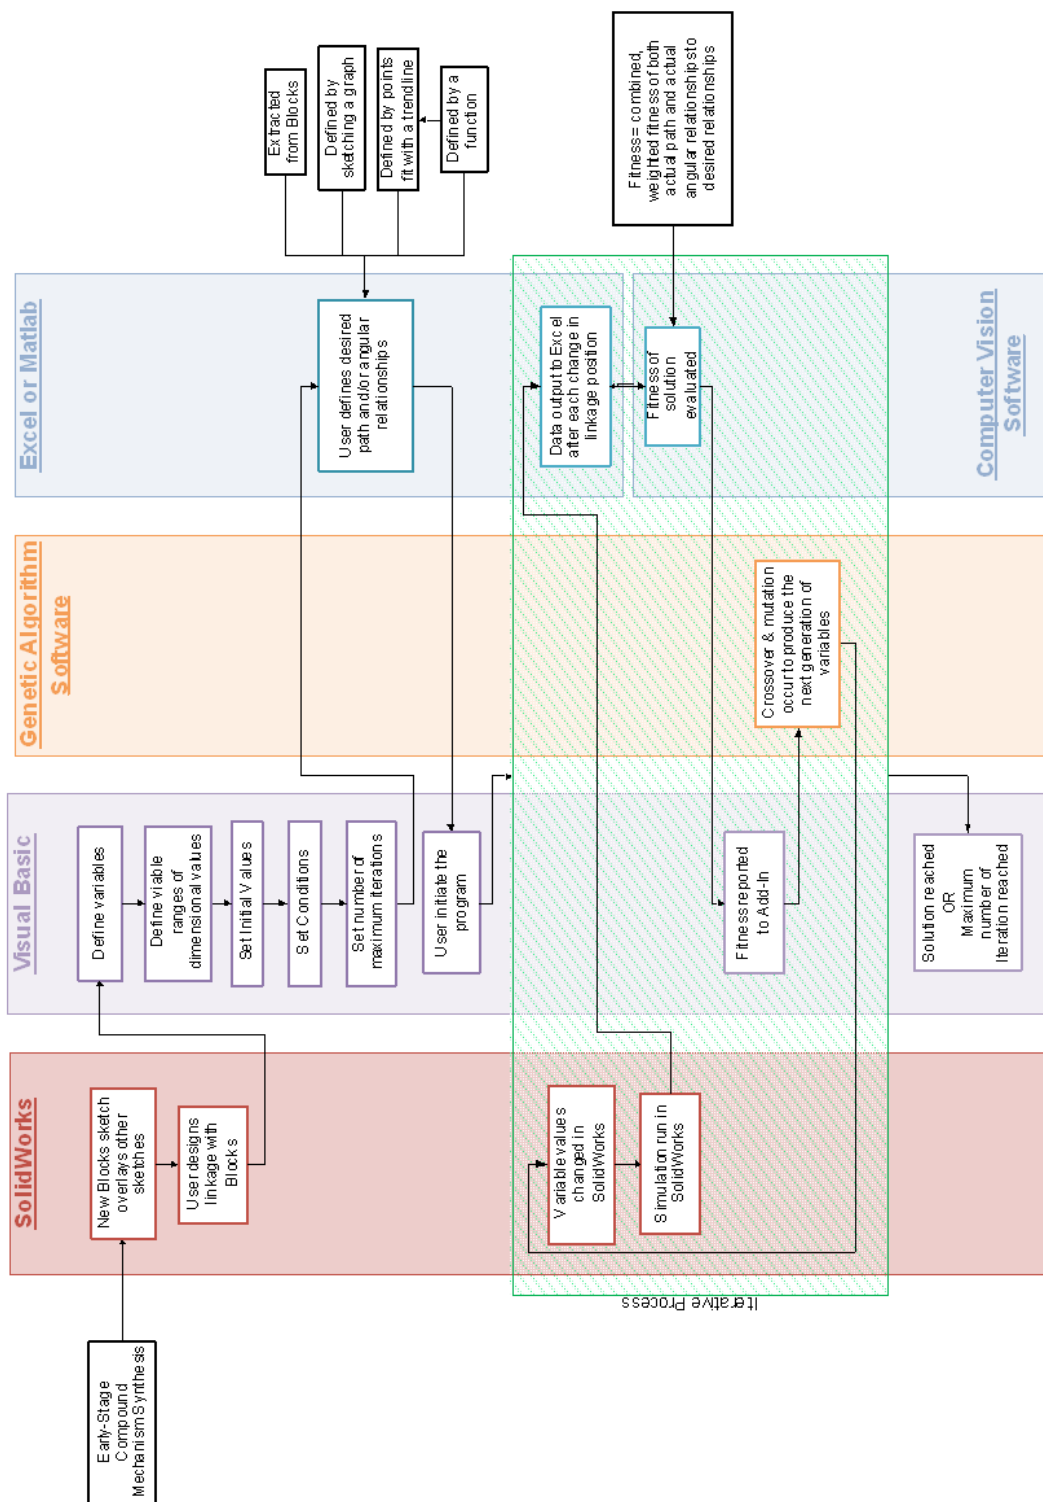 Early-Stage
Compound
Mechanism Synthesis
SolidWorks
New Blocks sketch
overlays other
sketches
User designs
linkage with
Blocks
Variable values
changed in
SolidWorks
Simulation run in
SolidWorks
Iterative Process
Visual Basic
Define variables
Define viable
ranges of
dimensional values
Set Initial Values
Set Conditions
Set number of
maximum Iterations
User initiate the
program
Fitness reported
to Add-In
Solution reached
OR
Maximum
number of
Iteration reached
Genetic Algorithm
Software
Crossover & mutation
occur to produce the
next generation of
variables
Excel or Matlab
User defines desired
path and/or angular
relationships
Data output to Excel
after each change in
linkage position
Fitness of
solution
evaluated
Computer Vision
Software
Extracted
from Blocks
Defined by
sketching a graph
Defined by points
fit with a trendline
Defined by a
function
Fitness = combined,
weighted fitness of both
actual path and actual
angular relationships to
desired relationships